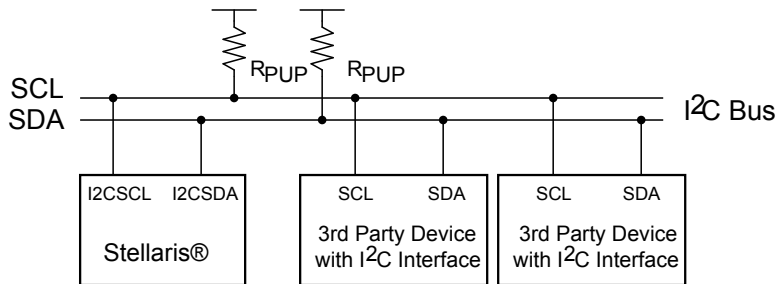 RPUP RPUP
SCL
SDA
I2C Bus
I2CSCL I2CSDA
Stellaris®
SCL SDA
3rd Party Device
with I2C Interface
SCL SDA
3rd Party Device
with I2C Interface